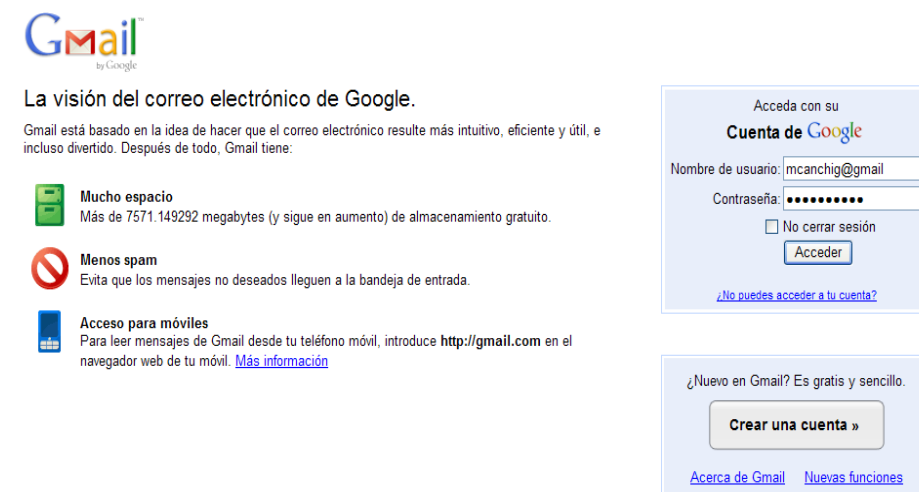 Gmail™
by Google
La visión del correo electrónico de Google.
Gmail está basado en la idea de hacer que el correo electrónico resulte más intuitivo, eficiente y útil, e
incluso divertido. Después de todo, Gmail tiene:
Mucho espacio
Más de 7571.149292 megabytes (y sigue en aumento) de almacenamiento gratuito.
Menos spam
Evita que los mensajes no deseados lleguen a la bandeja de entrada.
Acceso para móviles
Para leer mensajes de Gmail desde tu teléfono móvil, introduce http://gmail.com en el
navegador web de tu móvil. Más información
Acceda con su
Cuenta de Google
Nombre de usuario: mcanchig@gmail
Contraseña: ••••••••••
No cerrar sesión
Acceder
¿No puedes acceder a tu cuenta?
¿Nuevo en Gmail? Es gratis y sencillo.
Crear una cuenta »
Acerca de Gmail Nuevas funciones